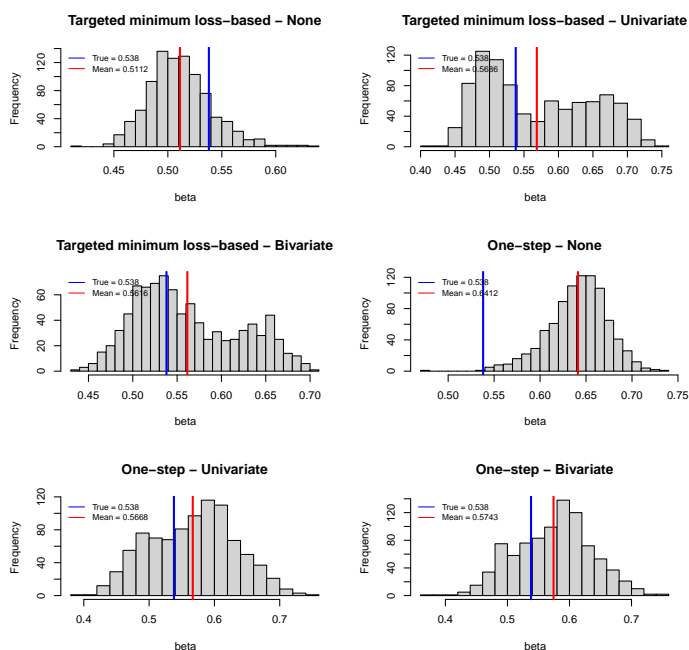 Targeted minimum loss−based − None
True = 0.538
Mean = 0.5112
Frequency
0 40 80 120
0.45 0.50 0.55 0.60
beta
Targeted minimum loss−based − Univariate
True = 0.538
Mean = 0.5686
Frequency
0 40 80 120
0.40 0.45 0.50 0.55 0.60 0.65 0.70 0.75
beta
Targeted minimum loss−based − Bivariate
True = 0.538
Mean = 0.5616
Frequency
0 20 40 60
0.45 0.50 0.55 0.60 0.65 0.70
beta
One−step − None
True = 0.538
Mean = 0.6412
Frequency
0 40 80 120
0.50 0.55 0.60 0.65 0.70 0.75
beta
One−step − Univariate
True = 0.538
Mean = 0.5668
Frequency
0 40 80 120
0.4 0.5 0.6 0.7
beta
One−step − Bivariate
True = 0.538
Mean = 0.5743
Frequency
0 40 80 120
0.4 0.5 0.6 0.7
beta